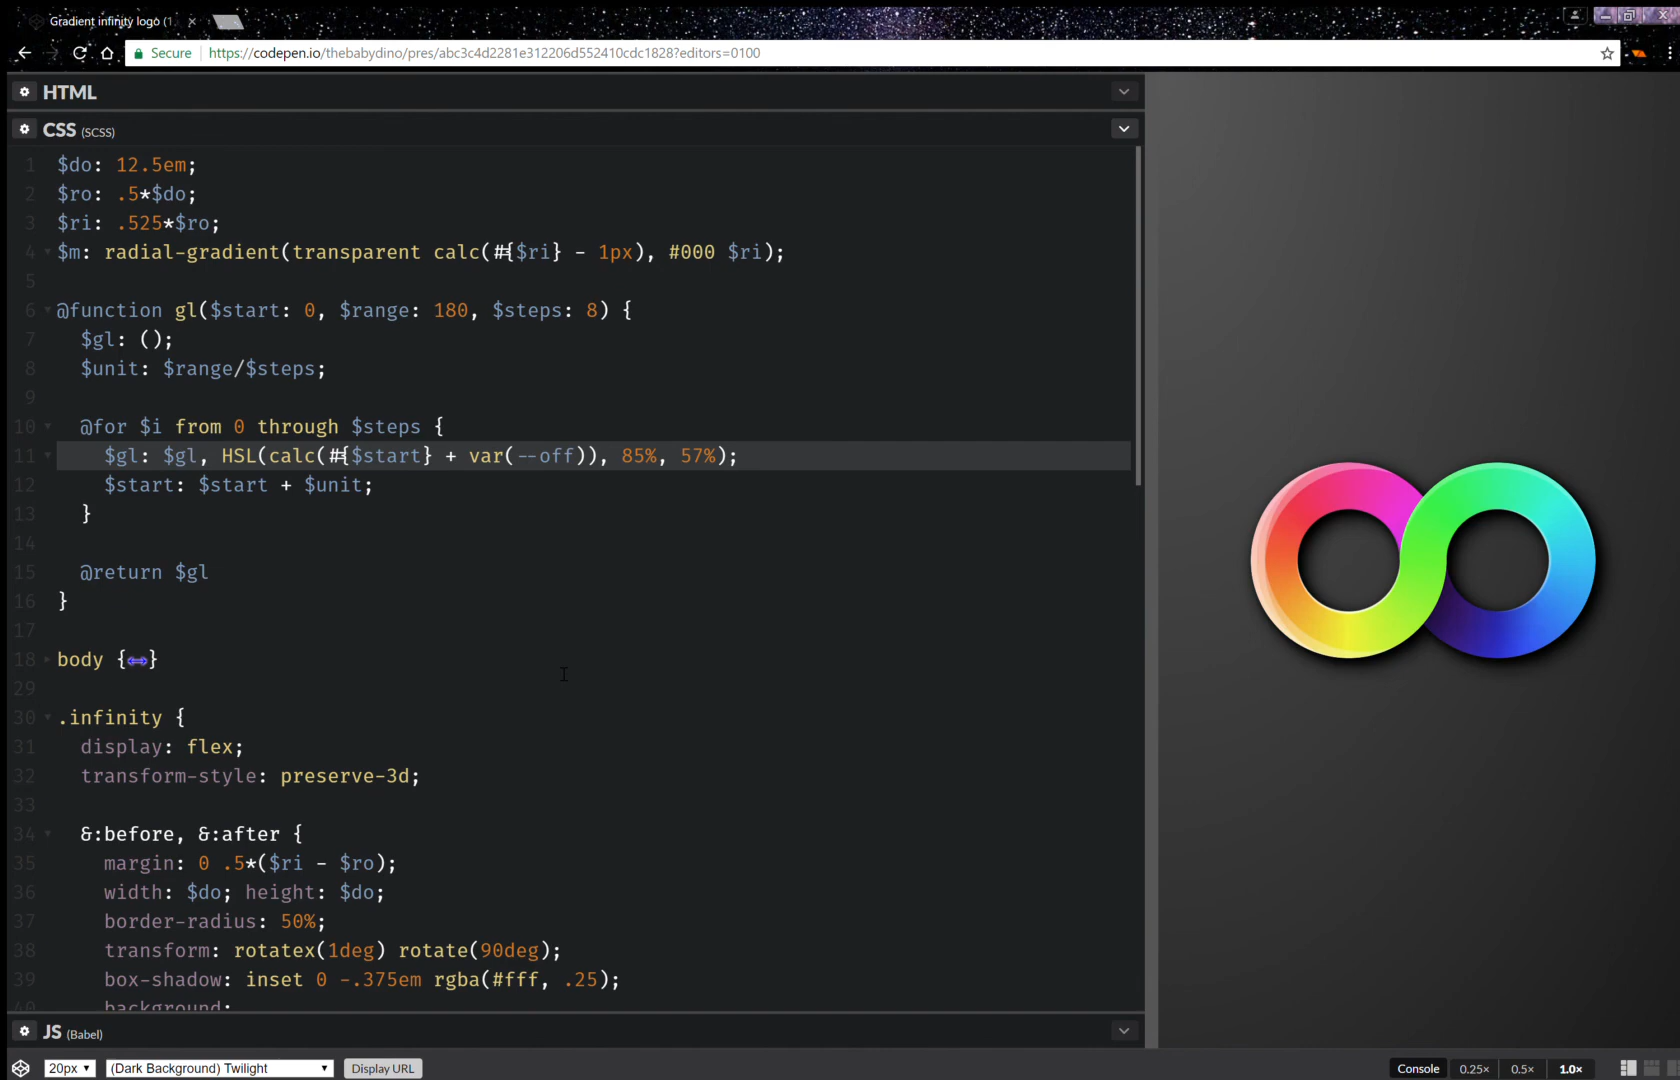 Gradient infinity logo (1
Secure
https://codepen.io/thebabydino/pres/abc3c4d2281e312206d552410cdc1828?editors=0100
HTML
CSS (SCSS)
1 $do: 12.5em;
2 $ro: .5*$do;
3 $ri: .525*$ro;
4 $m: radial-gradient(transparent calc(#{$ri} - 1px), #000 $ri);
5
6 @function gl($start: 0, $range: 180, $steps: 8) {
7 $gl: ();
8 $unit: $range/$steps;
9
10 @for $i from 0 through $steps {
11 $gl: $gl, HSL(calc(#{$start} + var(--off)), 85%, 57%);
12 $start: $start + $unit;
13 }
14
15 @return $gl
16 }
17
18 body {↔}
29
30 .infinity {
31 display: flex;
32 transform-style: preserve-3d;
33
34 &:before, &:after {
35 margin: 0 .5*($ri - $ro);
36 width: $do; height: $do;
37 border-radius: 50%;
38 transform: rotatex(1deg) rotate(90deg);
39 box-shadow: inset 0 -.375em rgba(#fff, .25);
40 background:
JS (Babel)
20px
(Dark Background) Twilight
Display URL
Console
0.25×
0.5×
1.0×